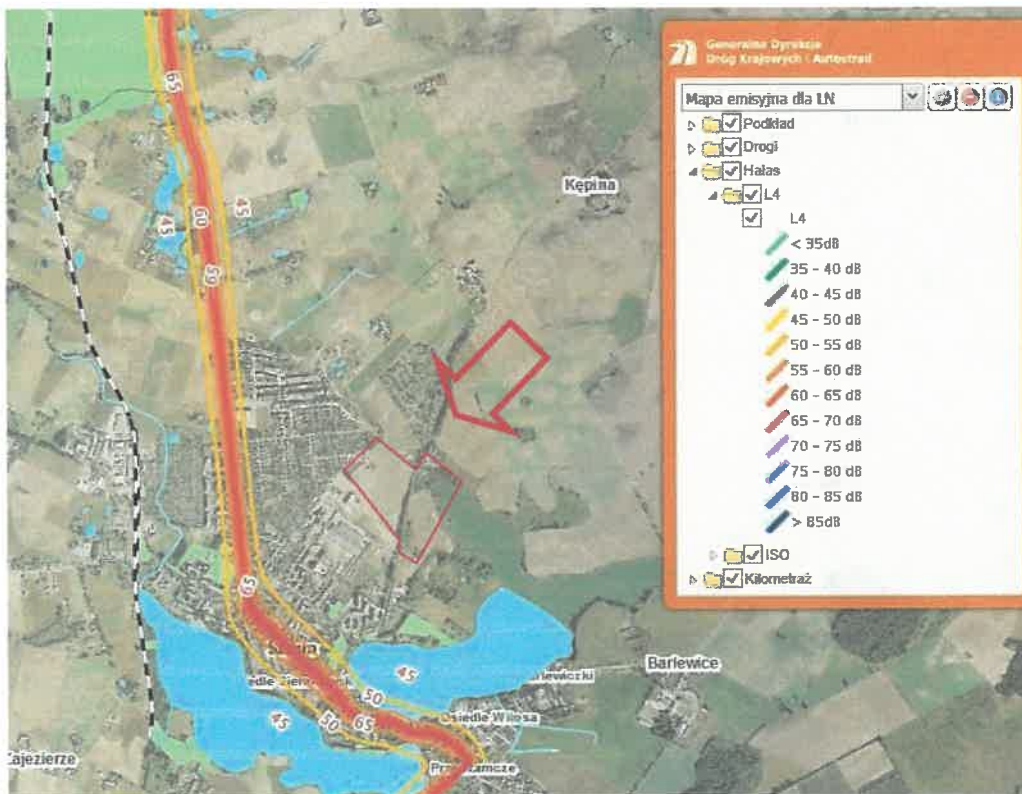 Generalna Dyrekcja
Dróg Krajowych i Autostrad
Mapa emisyjna dla LN
Podkład
Drogi
Hałas
L4
L4
< 35dB
35 - 40 dB
40 - 45 dB
45 - 50 dB
50 - 55 dB
55 - 60 dB
60 - 65 dB
65 - 70 dB
70 - 75 dB
75 - 80 dB
80 - 85 dB
> 85dB
ISO
Kilometraż
65
Kępina
45
60
45
59
59
45
50
Barlewice
45
50
65
Osiedle Witosa
Zajezierze